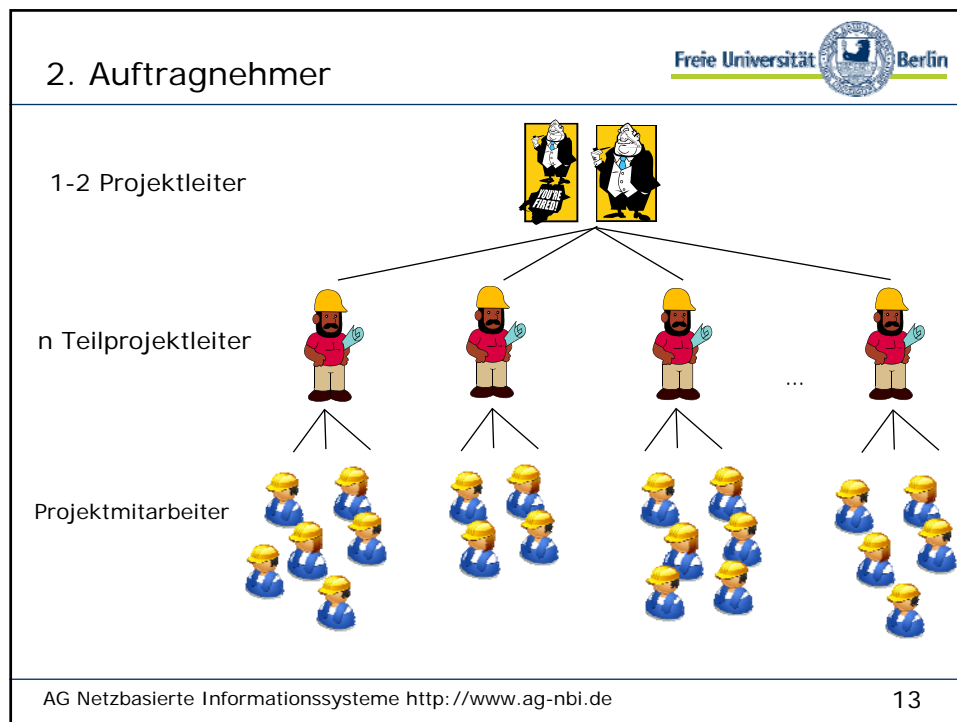 2. Auftragnehmer
Freie Universität Berlin
1-2 Projektleiter
YOU'RE
FIRED!
n Teilprojektleiter
...
Projektmitarbeiter
AG Netzbasierte Informationssysteme http://www.ag-nbi.de
13